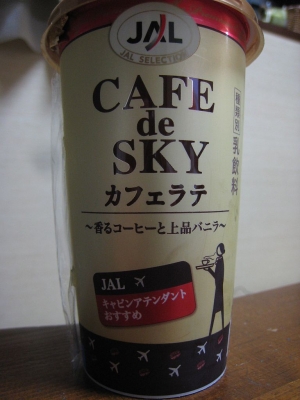 JAL
JAL SELECTION
CAFE
de
SKY
カフェラテ
～香るコーヒーと上品バニラ～
種類別 乳飲料
JAL
キャビンアテンダント
おすすめ